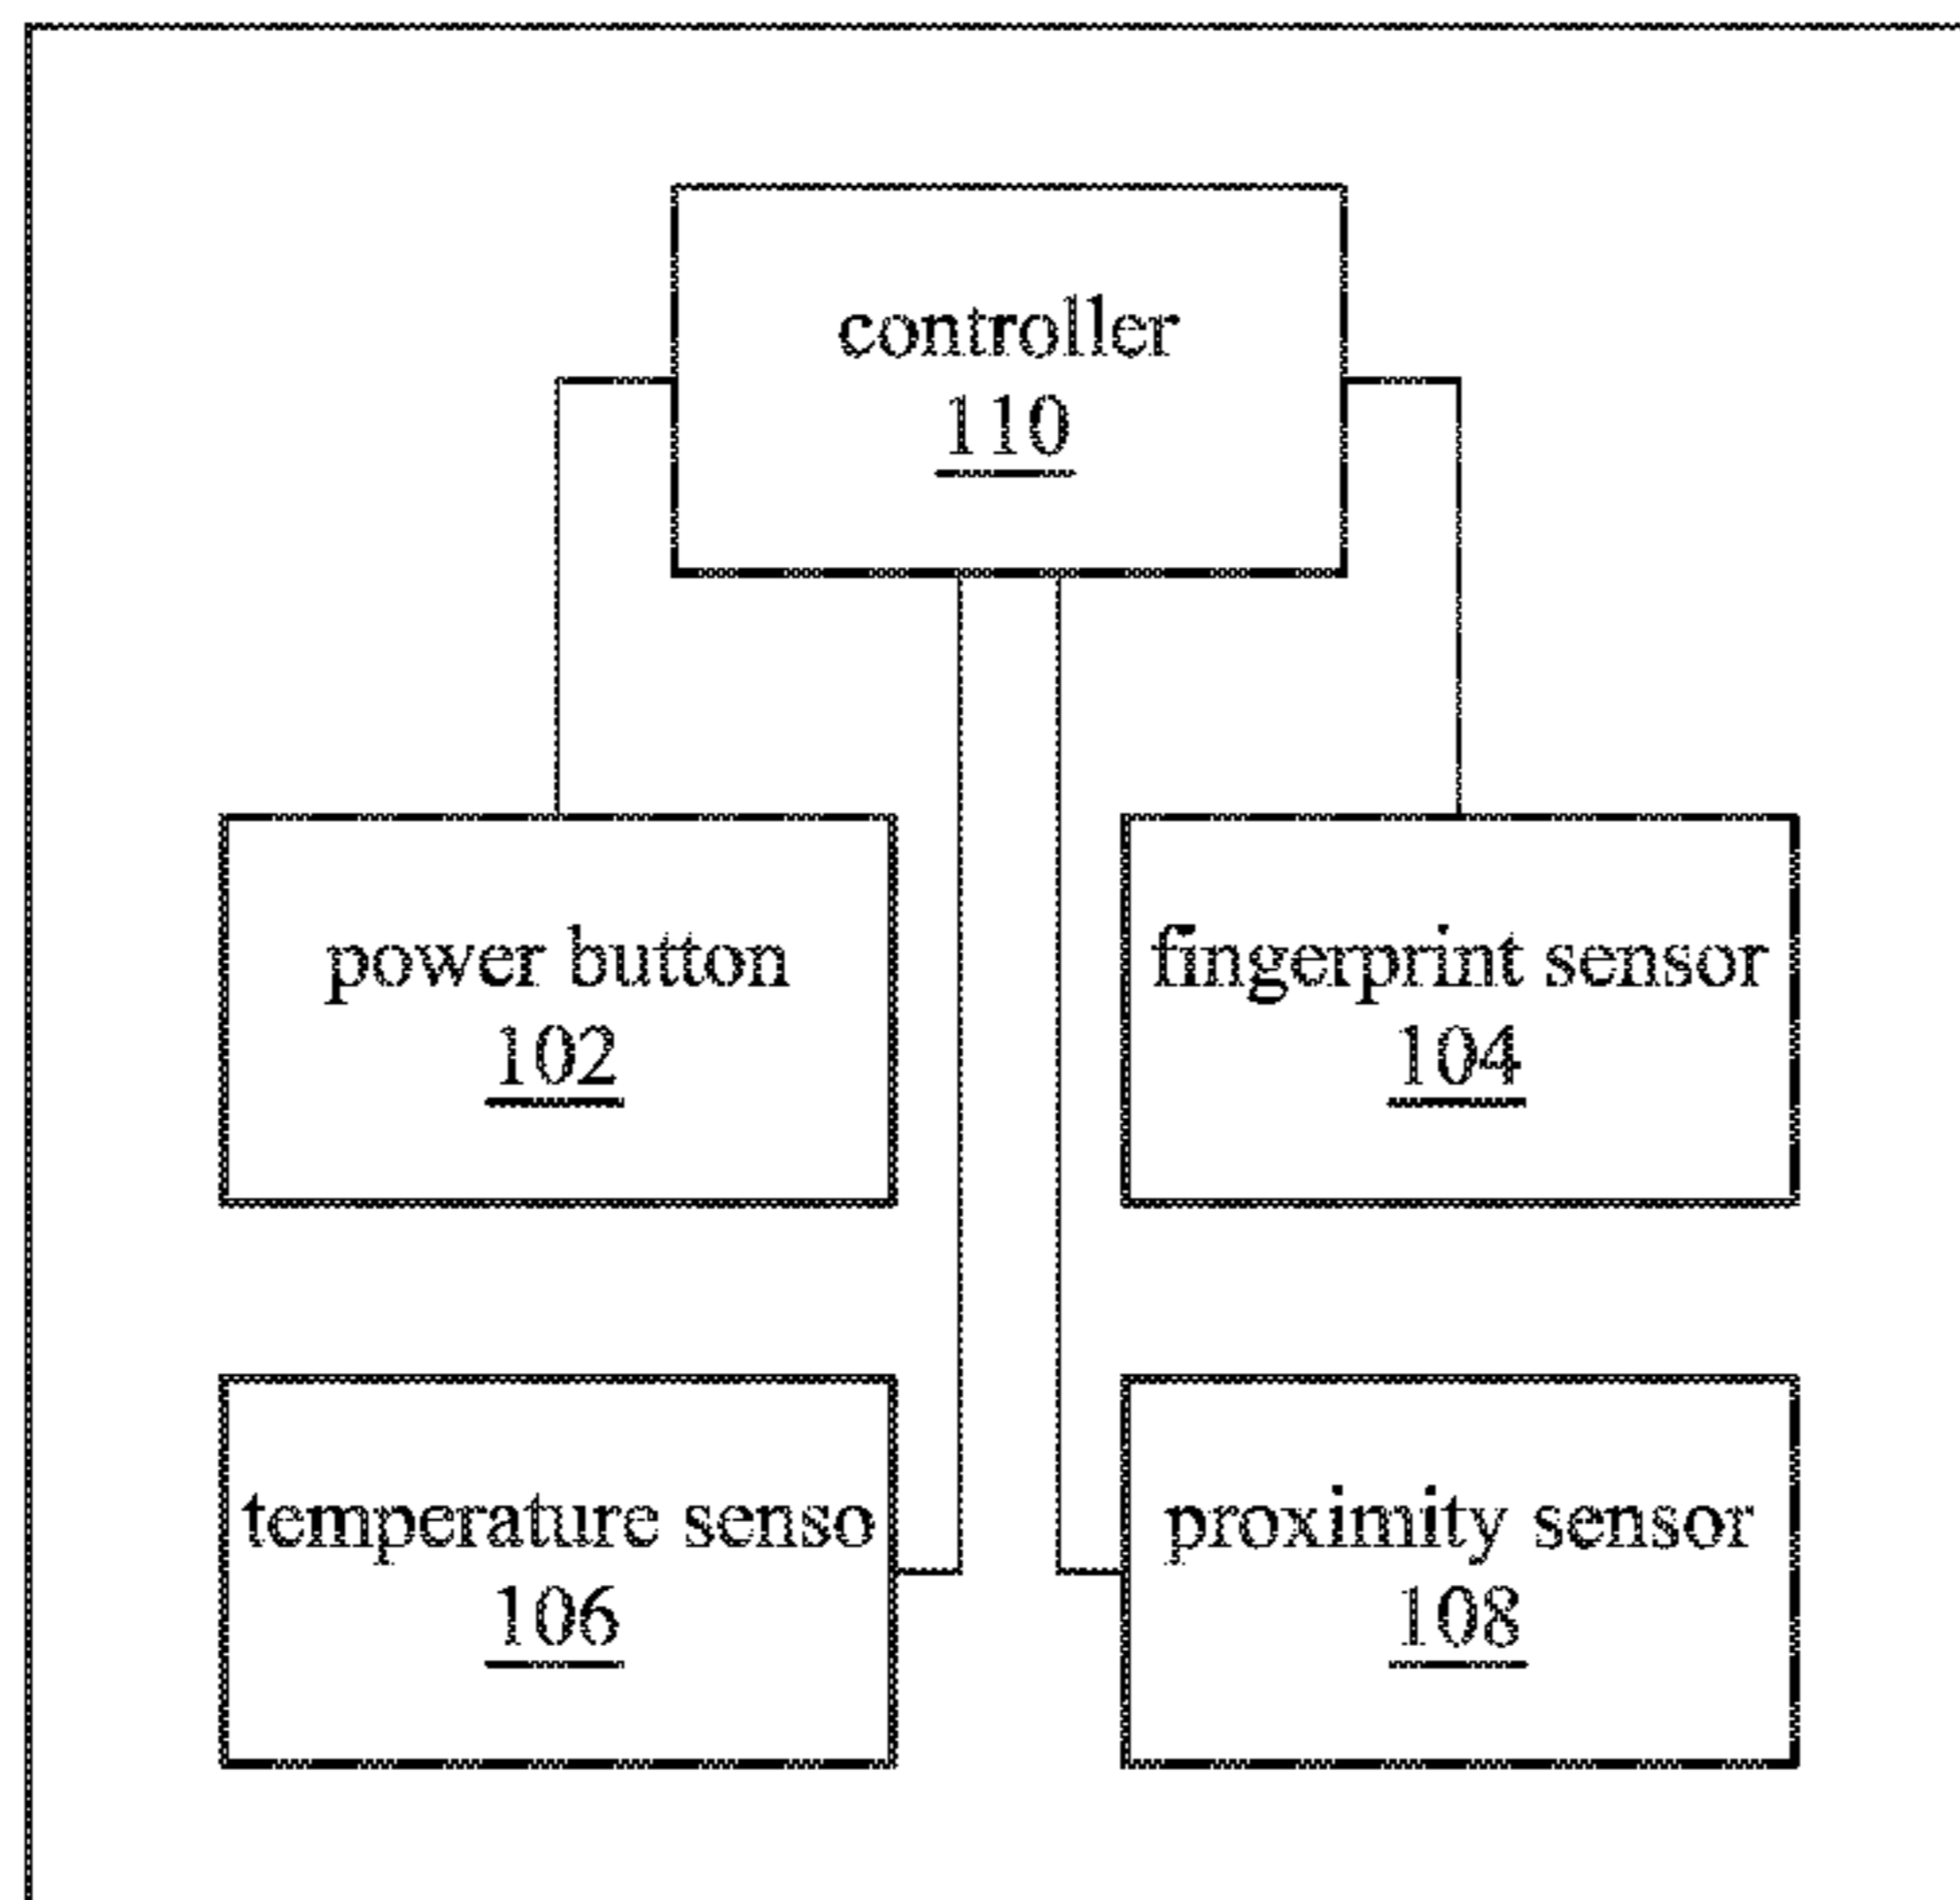 controller
110
power button
102
fingerprint sensor
104
temperature senso
106
proximity sensor
108